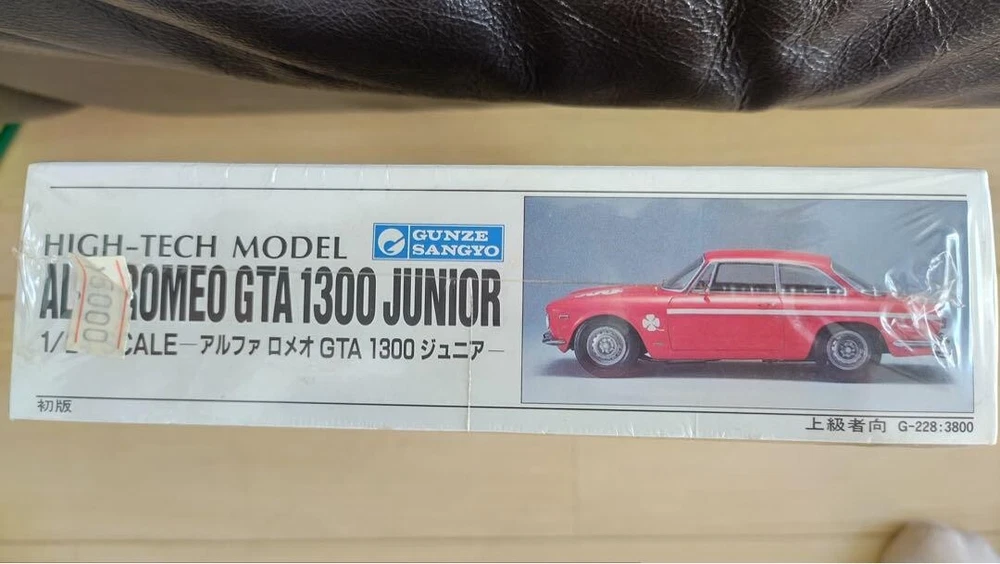 HIGH-TECH MODEL
GUNZE
SANGYO
ROMEO GTA 1300 JUNIOR
アルファ ロメオ GTA 1300 ジュニア
初版
上級者向 G-228:3800